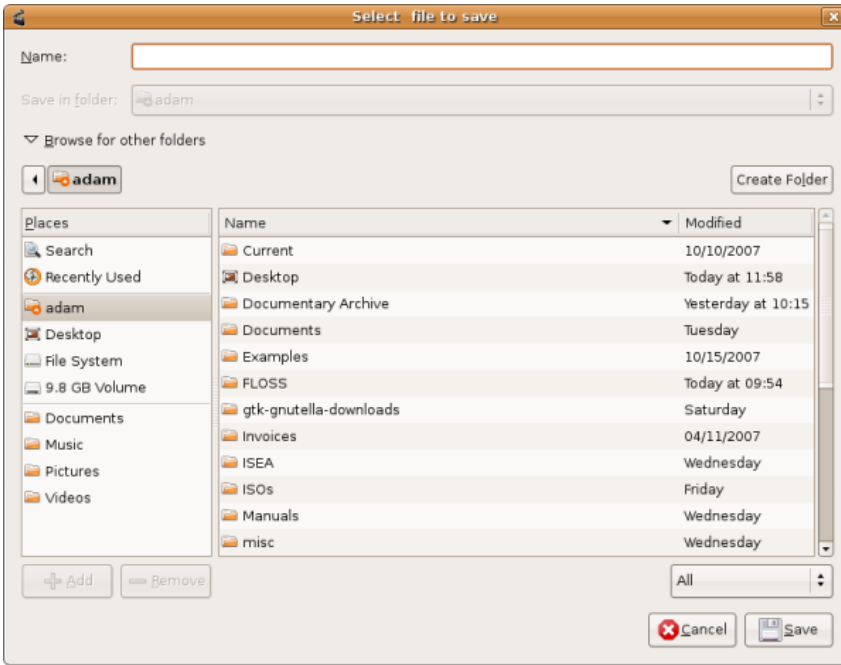 Select file to save
Name:
Save in folder: adam
Browse for other folders
adam
Create Folder
Places
Search
Recently Used
adam
Desktop
File System
9.8 GB Volume
Documents
Music
Pictures
Videos
Name Modified
Current 10/10/2007
Desktop Today at 11:58
Documentary Archive Yesterday at 10:15
Documents Tuesday
Examples 10/15/2007
FLOSS Today at 09:54
gtk-gnutella-downloads Saturday
Invoices 04/11/2007
ISEA Wednesday
ISOs Friday
Manuals Wednesday
misc Wednesday
Add Remove
All
Cancel Save